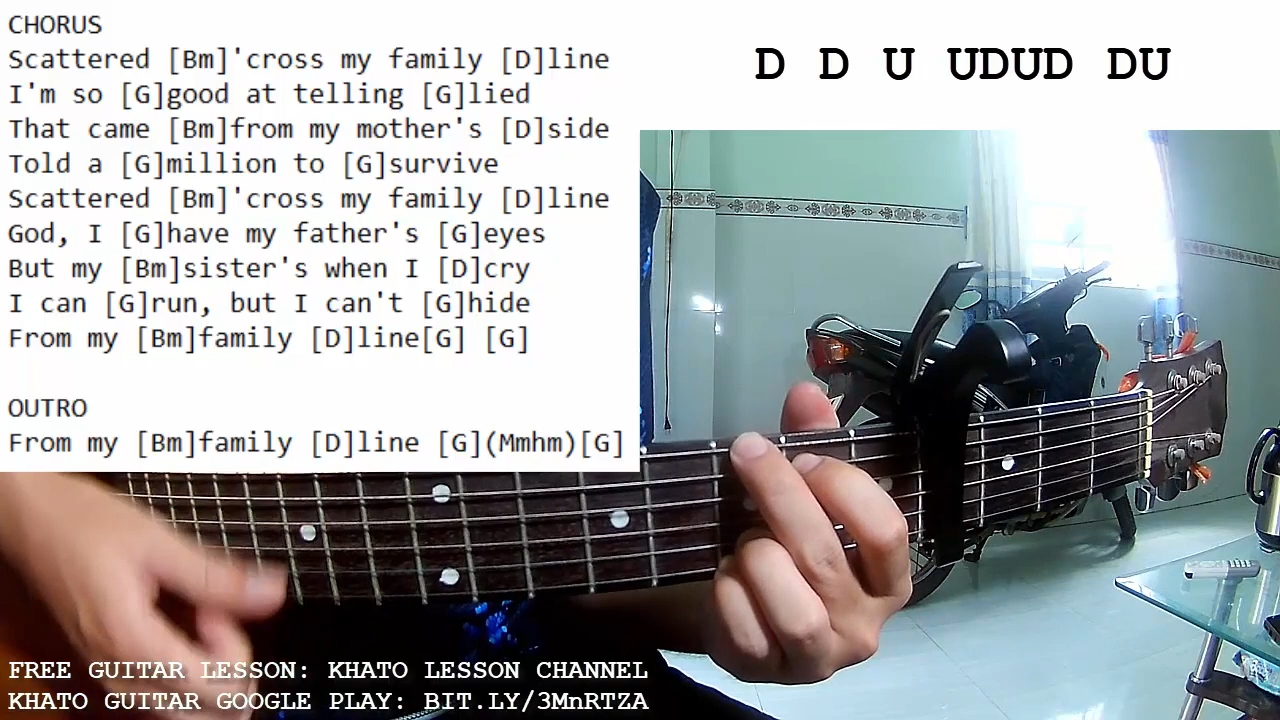 CHORUS
Scattered [Bm]'cross my family [D]line
I'm so [G]good at telling [G]lied
That came [Bm]from my mother's [D]side
Told a [G]million to [G]survive
Scattered [Bm]'cross my family [D]line
God, I [G]have my father's [G]eyes
But my [Bm]sister's when I [D]cry
I can [G]run, but I can't [G]hide
From my [Bm]family [D]line[G] [G]
OUTRO
From my [Bm]family [D]line [G](Mmhm)[G]
D D U UDUD DU
FREE GUITAR LESSON: KHATO LESSON CHANNEL
KHATO GUITAR GOOGLE PLAY: BIT.LY/3MnRTZA